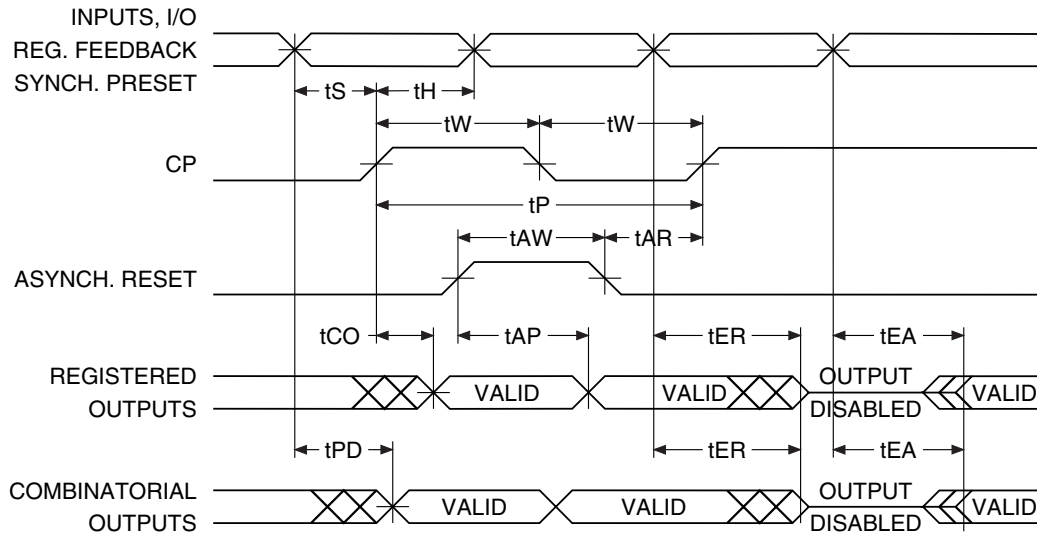 INPUTS, I/O
REG. FEEDBACK
SYNCH. PRESET
tS tH
tW tW
CP
tP
tAW tAR
ASYNCH. RESET
tCO tAP tER tEA
REGISTERED OUTPUT
VALID VALID VALID
OUTPUTS DISABLED
tPD tER tEA
COMBINATORIAL OUTPUT
VALID VALID VALID
OUTPUTS DISABLED